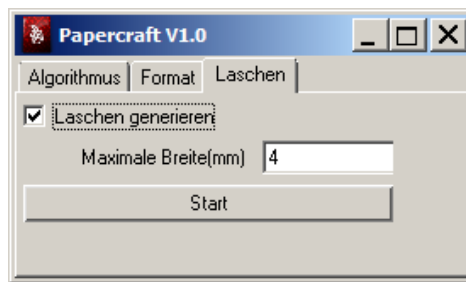 Papercraft V1.0
Algorithmus Format Laschen
Laschen generieren
Maximale Breite(mm) 4
Start